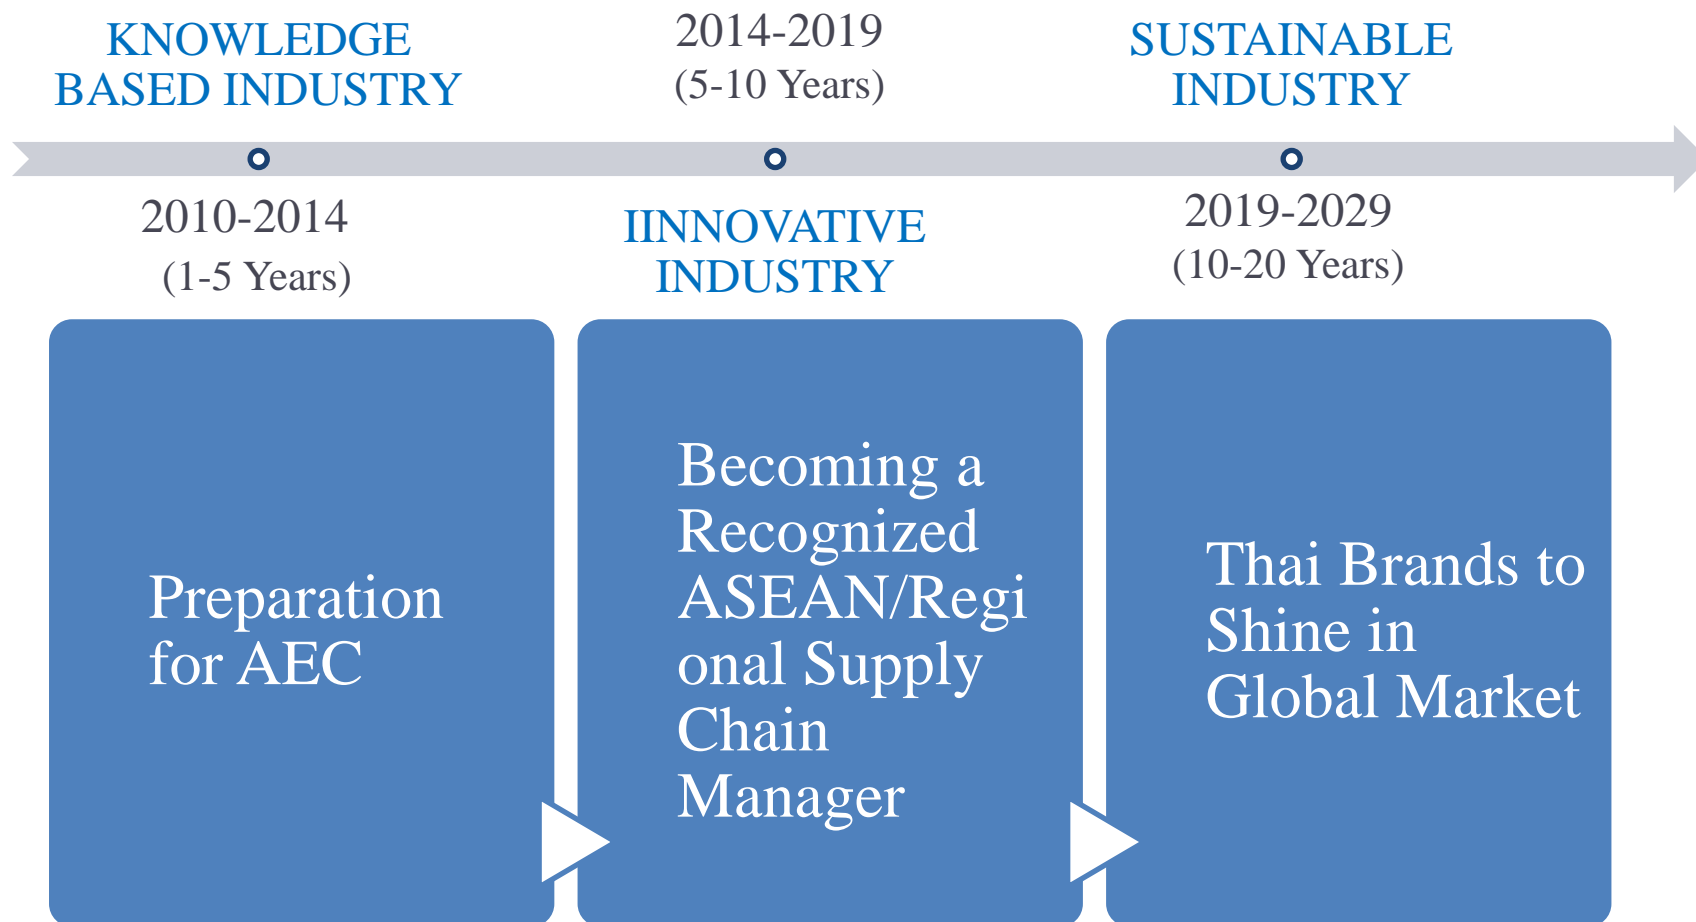 KNOWLEDGE
BASED INDUSTRY
2010-2014
(1-5 Years)
2014-2019
(5-10 Years)
IINNOVATIVE
INDUSTRY
SUSTAINABLE
INDUSTRY
2019-2029
(10-20 Years)
Preparation
for AEC
Becoming a
Recognized
ASEAN/Regi
onal Supply
Chain
Manager
Thai Brands to
Shine in
Global Market